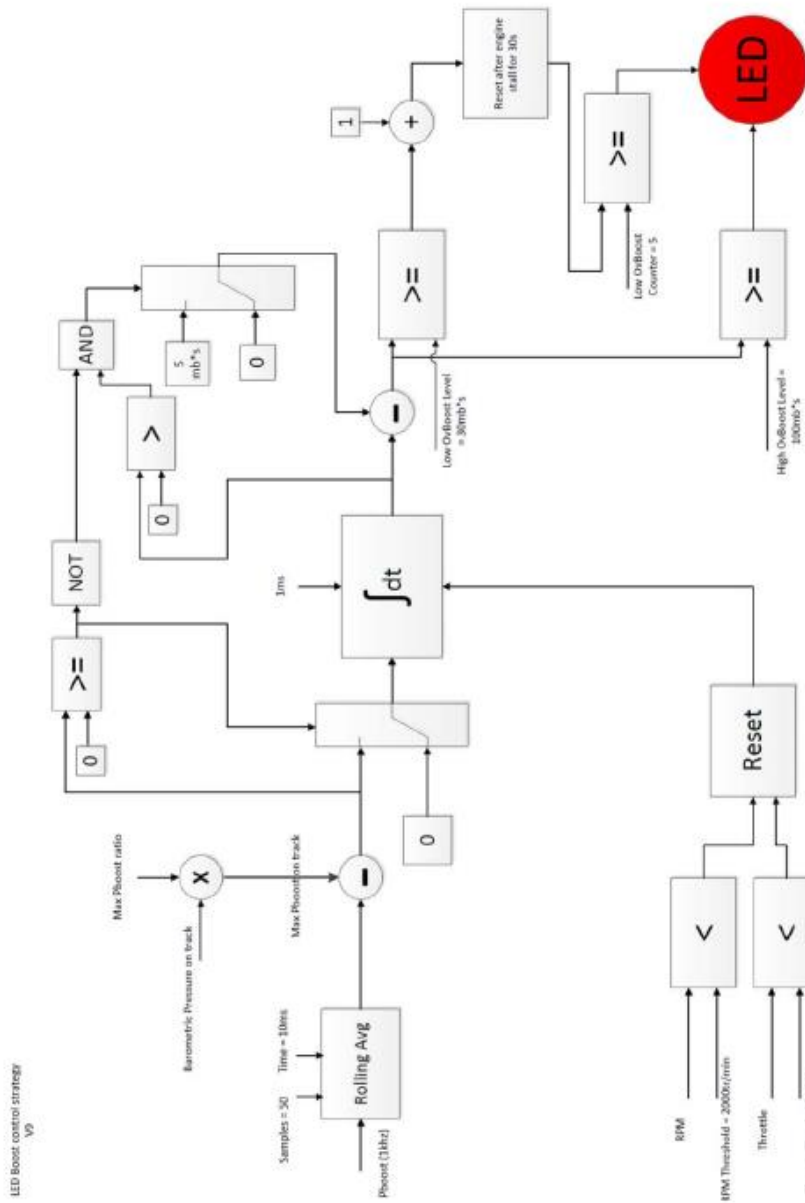 LED Boost control strategy
V9
Samples = 50
Time = 10ms
Pboost (1khz)
Rolling Avg
Max Pboost ratio
Barometric Pressure on track
X
Max Pboost on track
-
0
>=
0
NOT
0
>
AND
5
mb*s
0
1ms
∫dt
-
Low OvBoost Level
= 30mb*s
>=
1
+
Reset after engine
stall for 30s
Low OvBoost
Counter = 5
>=
High OvBoost Level =
100mb*s
>=
LED
RPM
RPM Threshold = 2000tr/min
<
Throttle
<
Reset